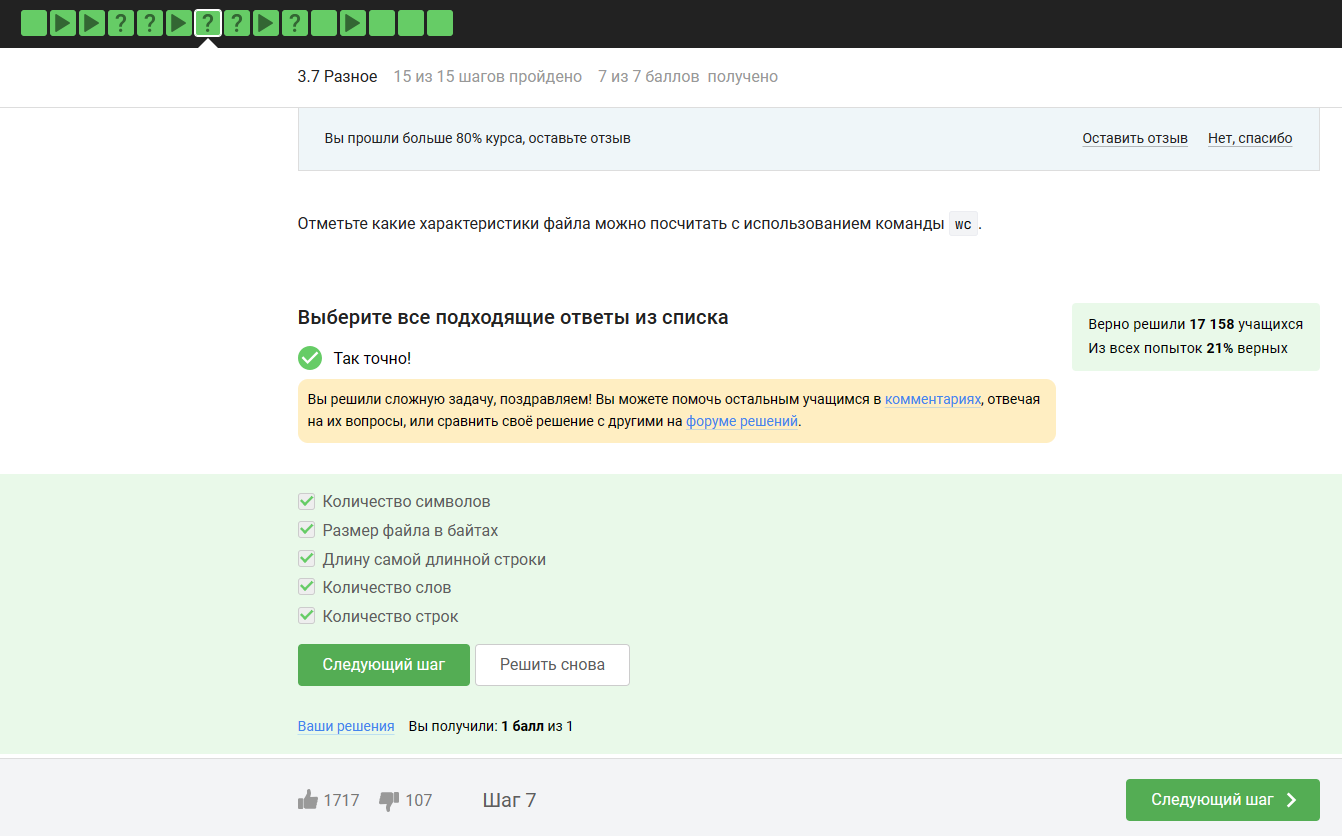 ? ? ? ? ?
3.7 Разное 15 из 15 шагов пройдено 7 из 7 баллов получено
Вы прошли больше 80% курса, оставьте отзыв Оставить отзыв Нет, спасибо
Отметьте какие характеристики файла можно посчитать с использованием команды wc.
Выберите все подходящие ответы из списка
Верно решили 17 158 учащихся
Из всех попыток 21% верных
Так точно!
Вы решили сложную задачу, поздравляем! Вы можете помочь остальным учащимся в комментариях, отвечая
на их вопросы, или сравнить своё решение с другими на форуме решений.
Количество символов
Размер файла в байтах
Длину самой длинной строки
Количество слов
Количество строк
Следующий шаг Решить снова
Ваши решения Вы получили: 1 балл из 1
1717 107 Шаг 7 Следующий шаг